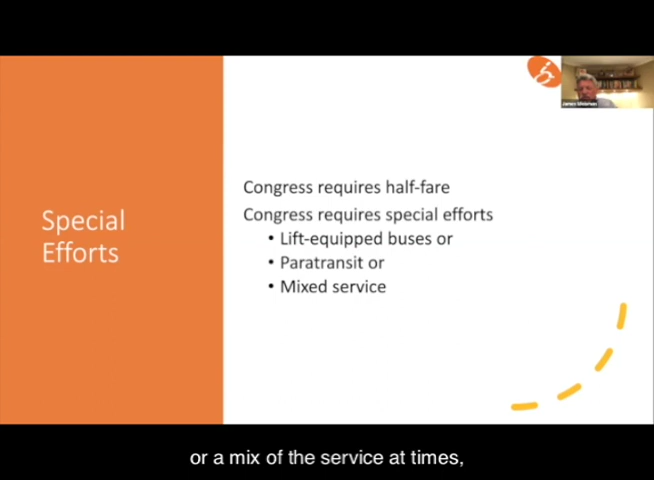 Special
Efforts
Congress requires half-fare
Congress requires special efforts
• Lift-equipped buses or
• Paratransit or
• Mixed service
James
or a mix of the service at times,